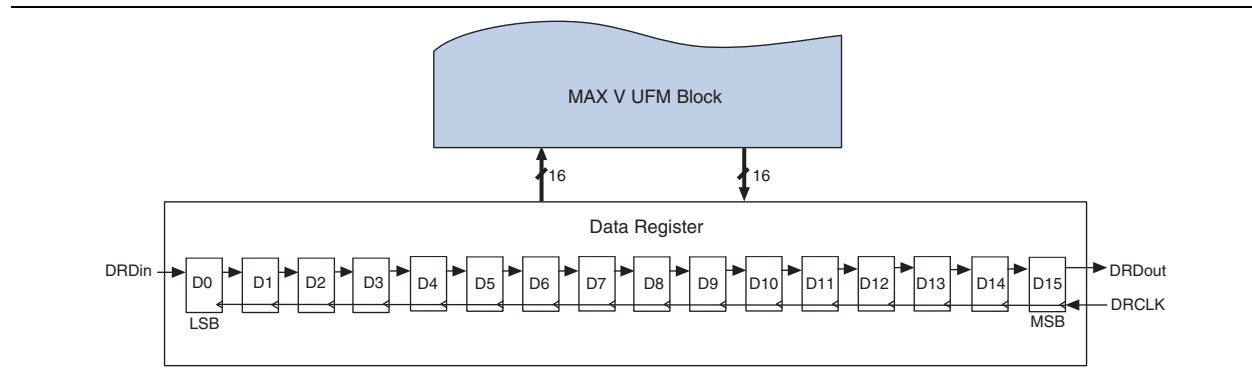 MAX V UFM Block
16
16
Data Register
DRDin
D0
D1
D2
D3
D4
D5
D6
D7
D8
D9
D10
D11
D12
D13
D14
D15
DRDout
DRCLK
LSB
MSB